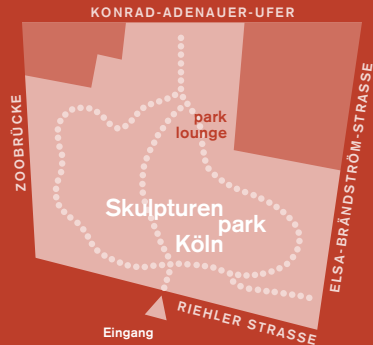 KONRAD-ADENAUER-UFER
ZOOBRÜCKE
park
lounge
ELSA-BRÄNDSTRÖM-STRASSE
Skulpturen
park
Köln
RIEHLER STRASSE
Eingang